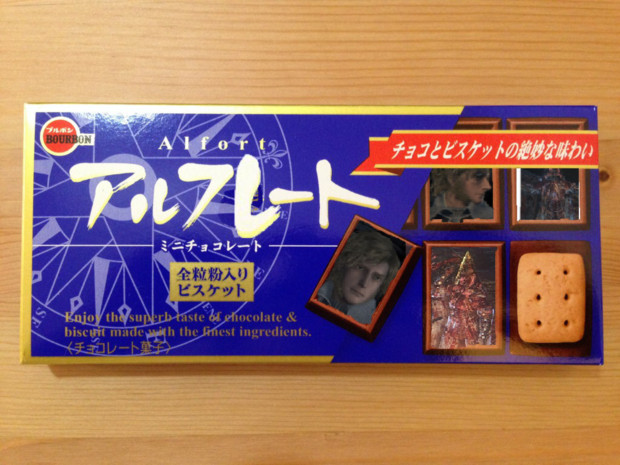 ブルボン
BOURBON
Alfort
アルフレート
ミニチョコレート
チョコとビスケットの絶妙な味わい
全粒粉入り
ビスケット
Enjoy the superb taste of chocolate &
biscuit made with the finest ingredients.
〈チョコレート菓子〉